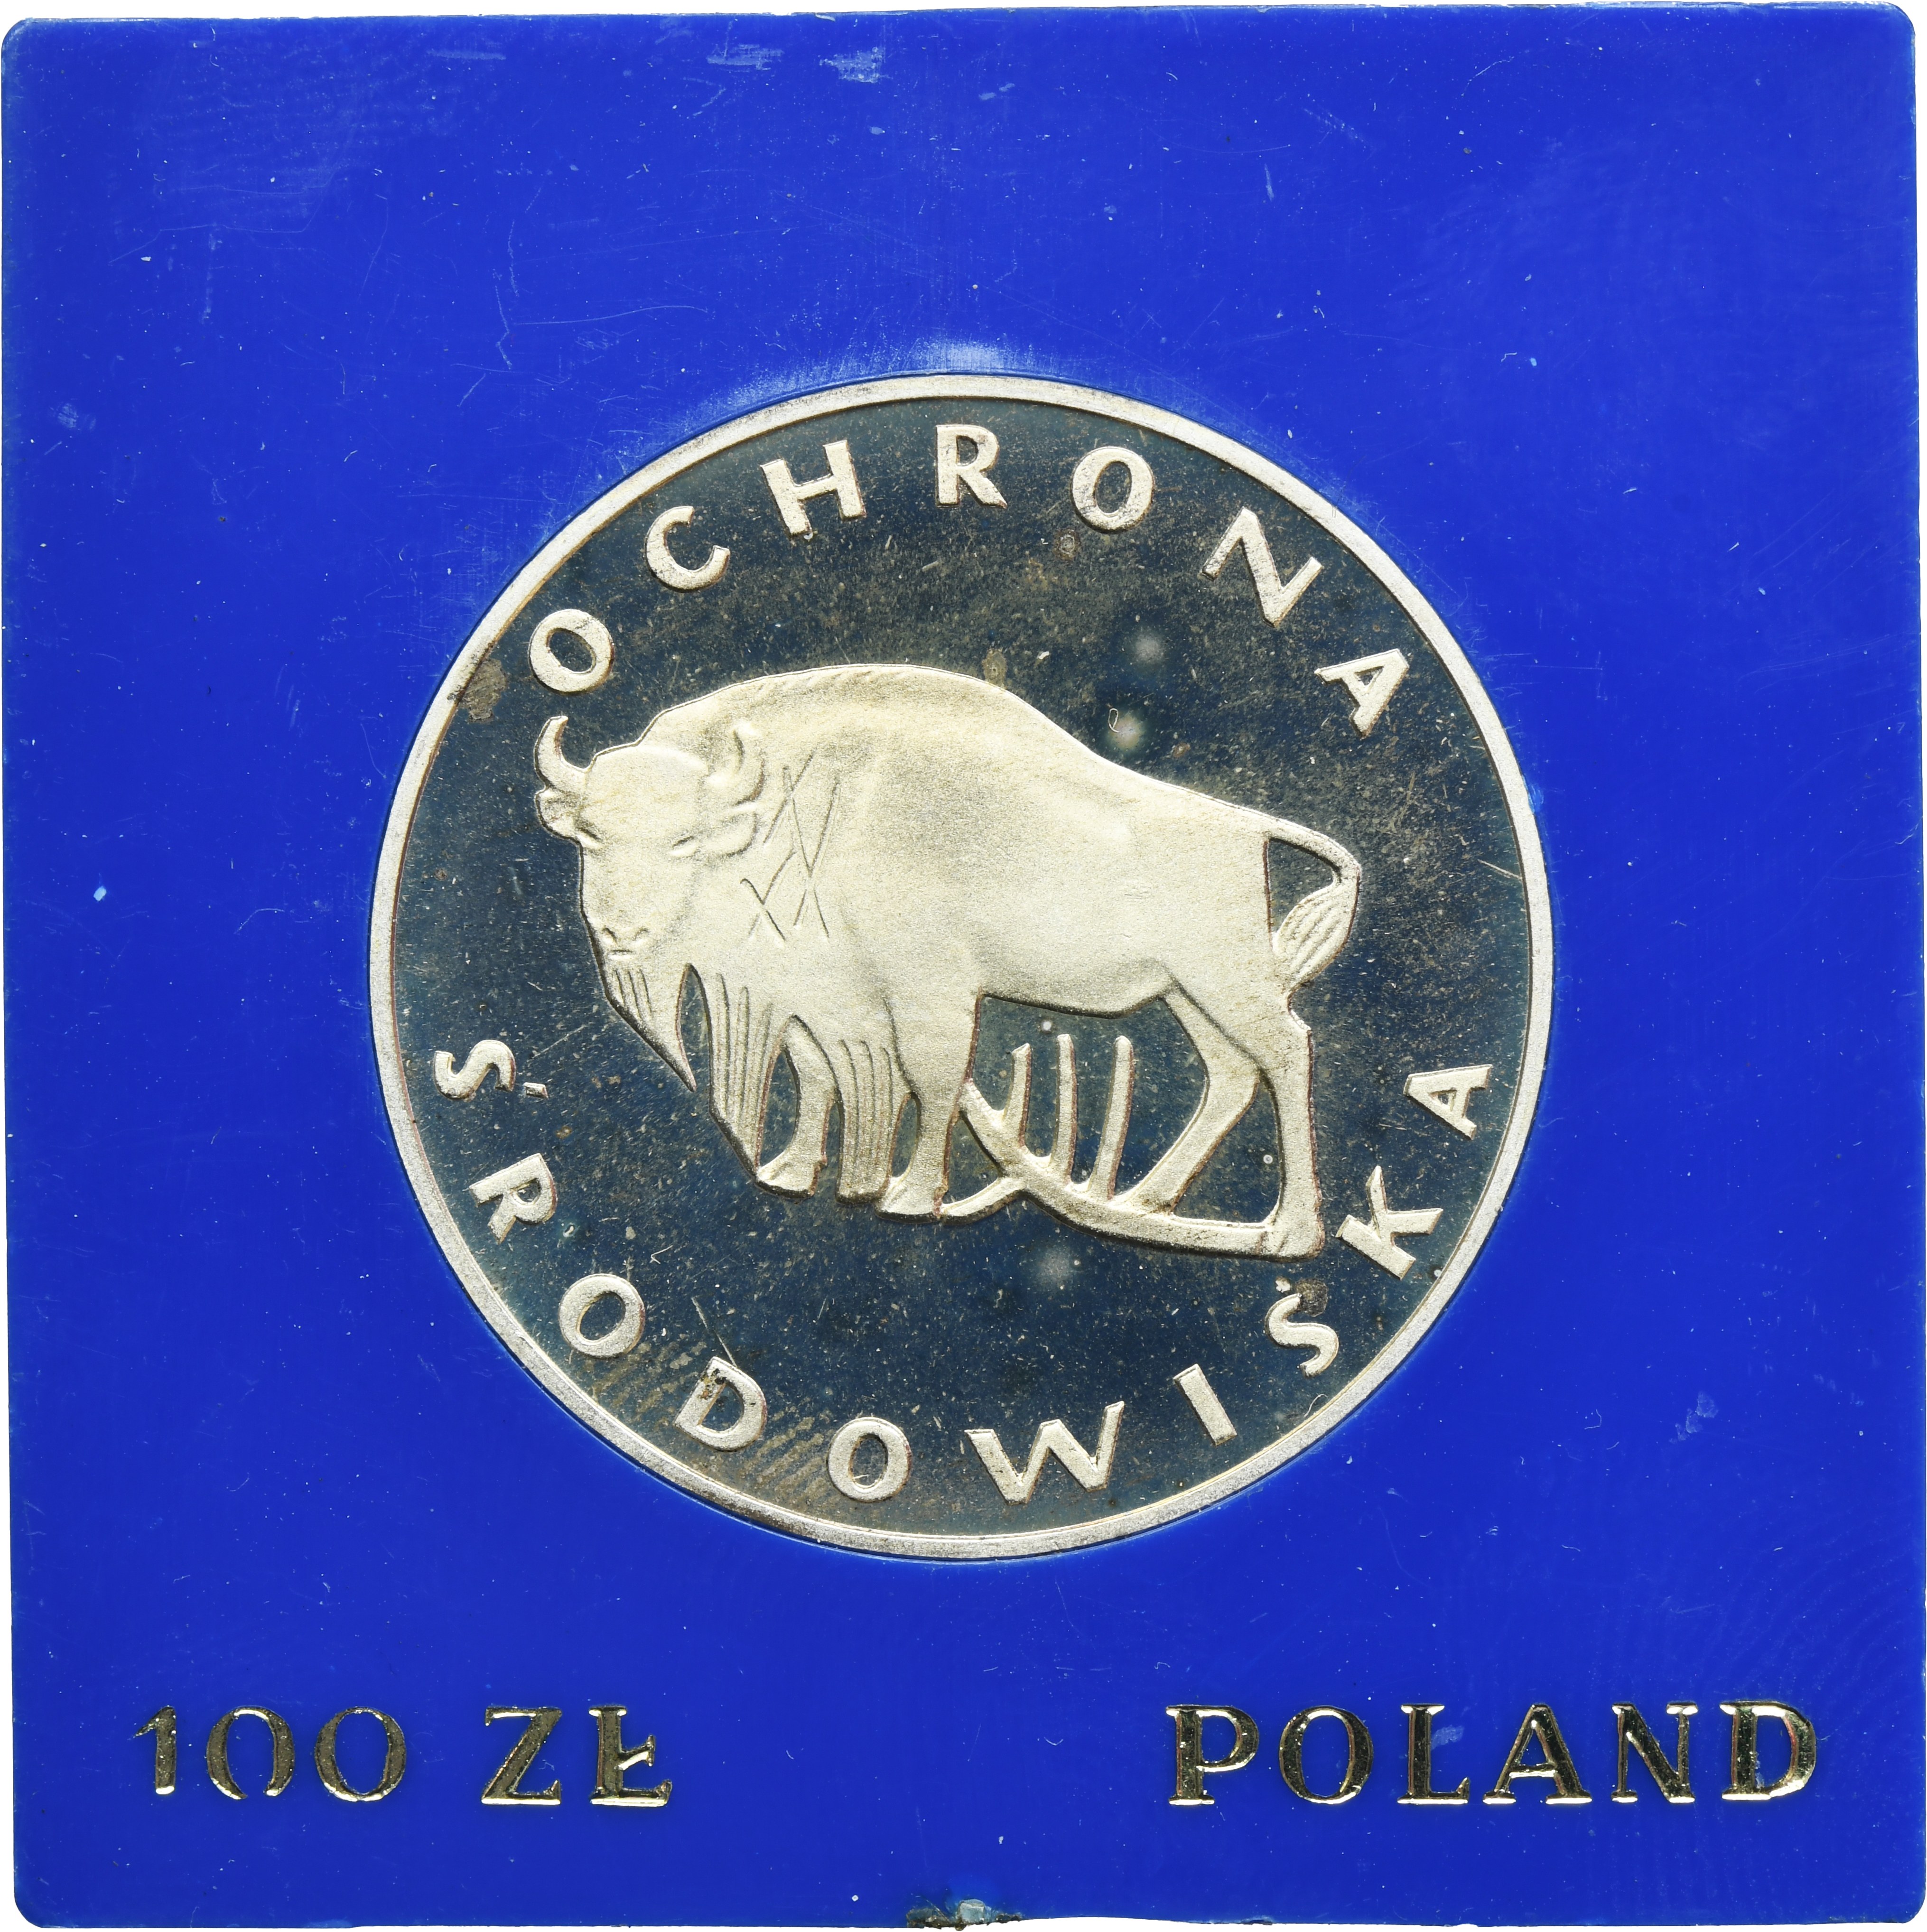 OCHRONA
ŚRODOWISKA
100 ZŁ
POLAND